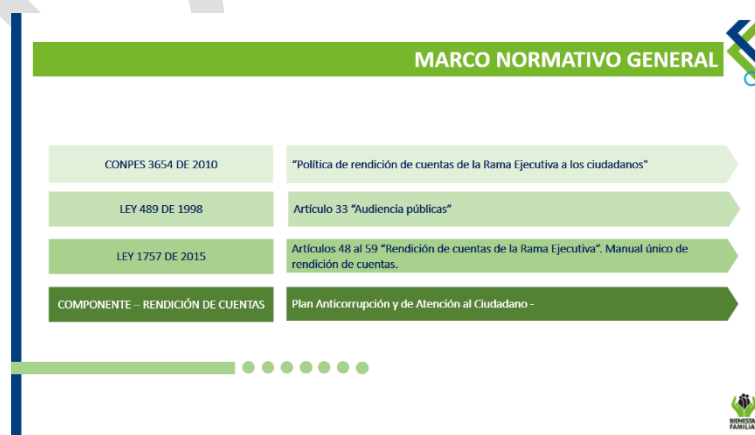 MARCO NORMATIVO GENERAL
CONPES 3654 DE 2010
“Política de rendición de cuentas de la Rama Ejecutiva a los ciudadanos"
LEY 489 DE 1998
Artículo 33 “Audiencia públicas”
LEY 1757 DE 2015
Artículos 48 al 59 “Rendición de cuentas de la Rama Ejecutiva”. Manual único de
rendición de cuentas.
COMPONENTE – RENDICIÓN DE CUENTAS
Plan Anticorrupción y de Atención al Ciudadano -
BIENESTA
FAMILIA